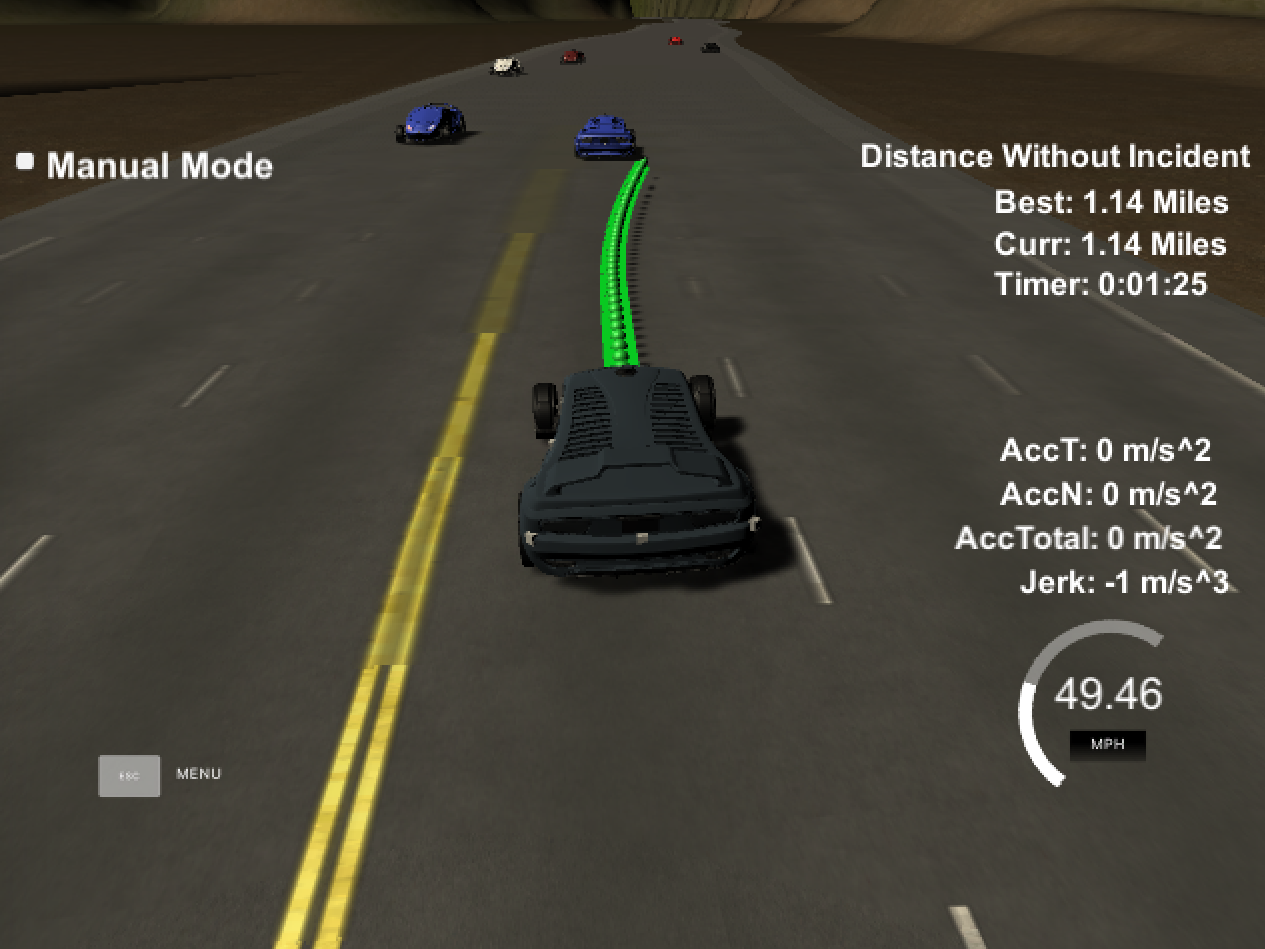 Manual Mode
Distance Without Incident
Best: 1.14 Miles
Curr: 1.14 Miles
Timer: 0:01:25
AccT: 0 m/s^2
AccN: 0 m/s^2
AccTotal: 0 m/s^2
Jerk: -1 m/s^3
49.46
MPH
ESC MENU